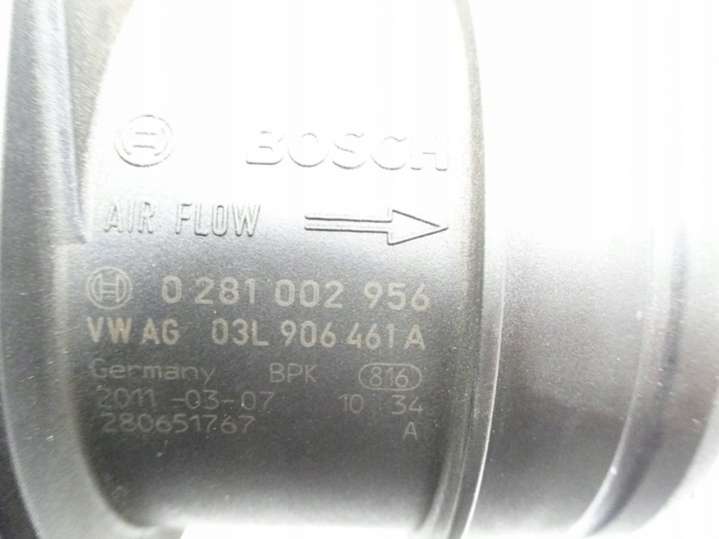 BOSCH
AIR FLOW
0 281 002 956
VW AG 03L 906 461 A
Germany BPK 816
2011-03-07 10 34
280651767 A